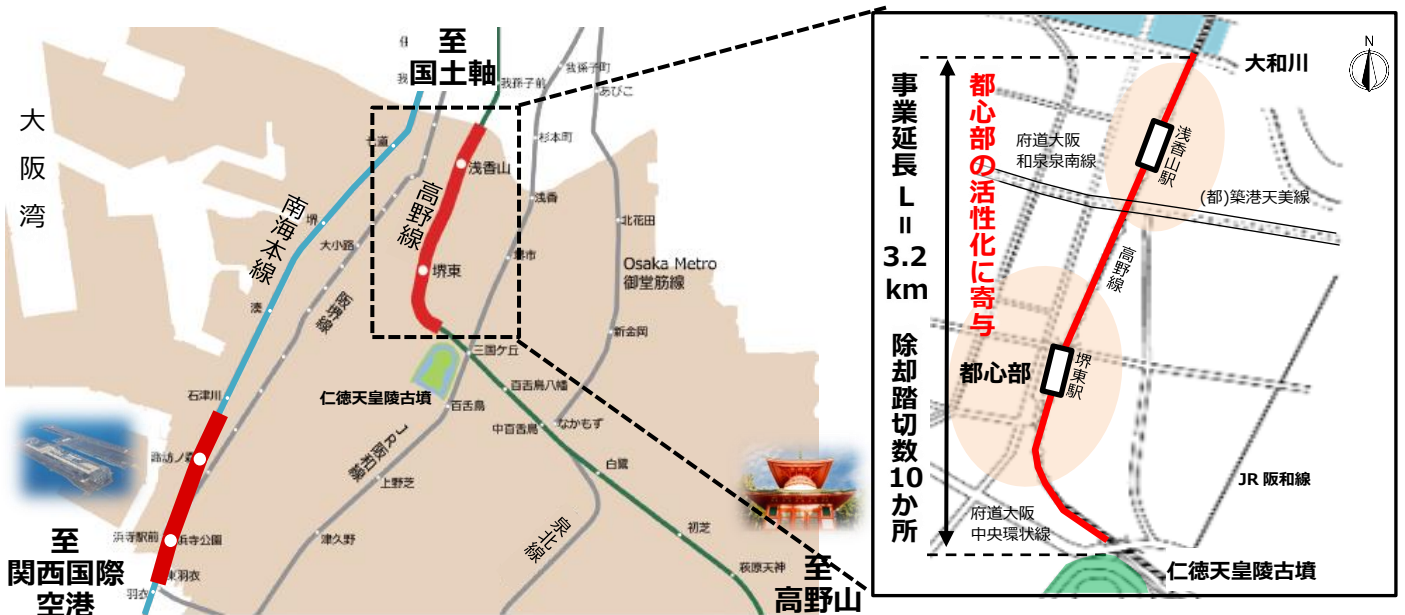 至
国土軸
住
我
我孫子前
我孫子町
あびこ
大阪湾
七道
杉本町
浅香山
高野線
浅香
南海本線
堺
大小路
北花田
堺市
Osaka Metro
御堂筋線
堺東
阪堺線
湊
新金岡
三国ケ丘
仁徳天皇陵古墳
百舌鳥八幡
石津川
百舌鳥
なかもず
中百舌鳥
JR阪和線
諏訪ノ森
白鷺
上野芝
浜寺駅前
浜寺公園
津久野
泉北線
初芝
至
関西国際
空港
東羽衣
羽衣
萩原天神
至
高野山
N
大和川
事業延長L=3.2km 除却踏切数10か所
都心部の活性化に寄与
府道大阪
和泉泉南線
浅香山駅
(都)築港天美線
高野線
都心部
堺東駅
JR 阪和線
府道大阪
中央環状線
仁徳天皇陵古墳